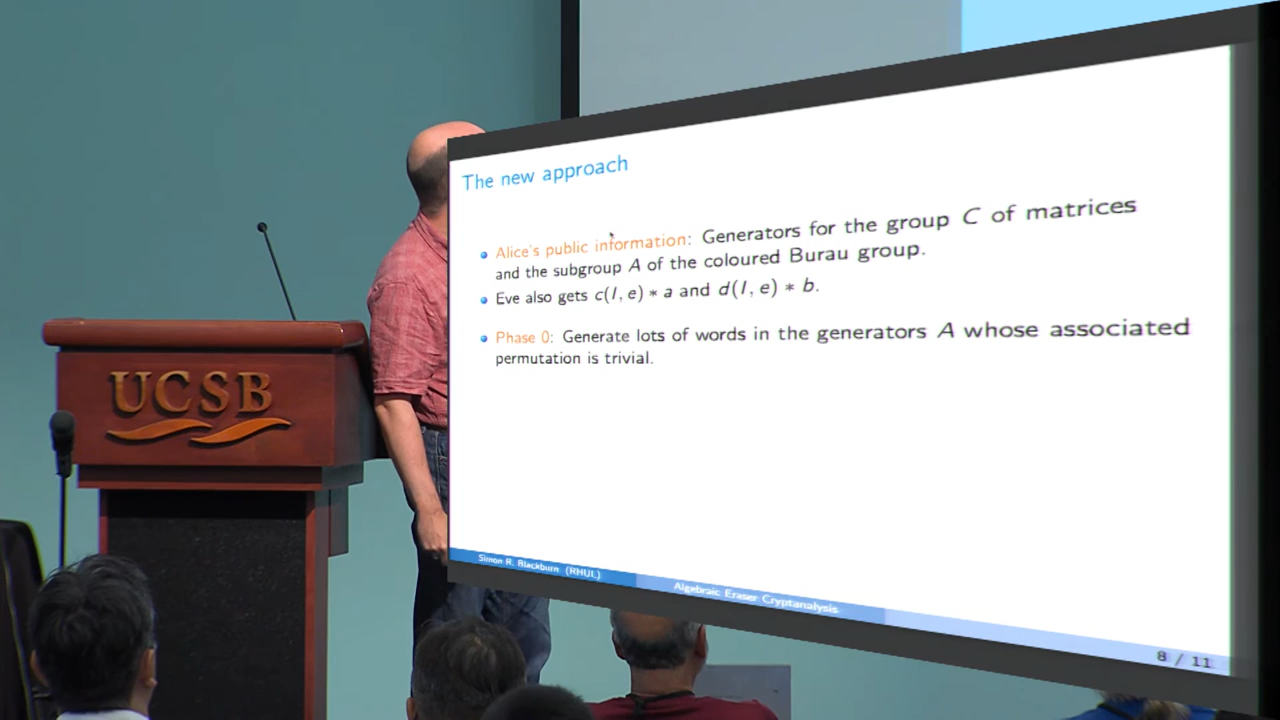 The new approach
Alice's public information: Generators for the group C of matrices
and the subgroup A of the coloured Burau group.
Eve also gets c(I, e) * a and d(I, e) * b.
Phase 0: Generate lots of words in the generators A whose associated
permutation is trivial.
Simon R. Blackburn (RHUL)
Algebraic Eraser Cryptanalysis
8 / 11
UCSB